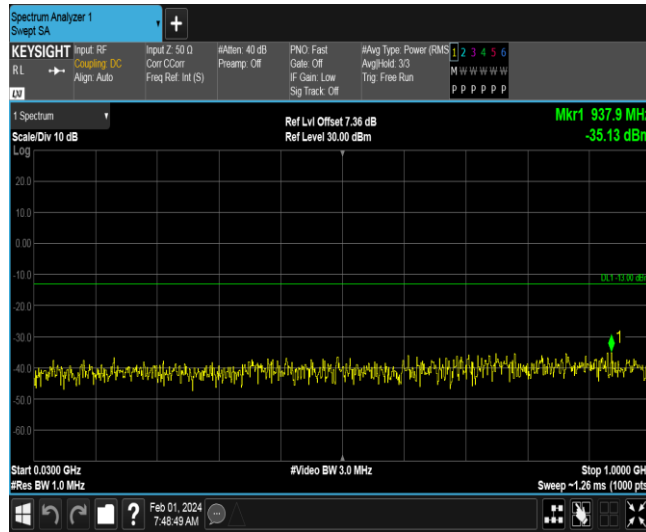 Spectrum Analyzer 1
Swept SA
+
KEYSIGHT
RL
LXI
Input: RF
Coupling: DC
Align: Auto
Input Z: 50 Ω
Corr CCorr
Freq Ref: Int (S)
#Atten: 40 dB
Preamp: Off
PNO: Fast
Gate: Off
IF Gain: Low
Sig Track: Off
#Avg Type: Power (RMS
Avg|Hold: 3/3
Trig: Free Run
1 2 3 4 5 6
M W W W W W
P P P P P P
1 Spectrum
Scale/Div 10 dB
Log
Ref Lvl Offset 7.36 dB
Ref Level 30.00 dBm
Mkr1 937.9 MHz
-35.13 dBm
20.0
10.0
0.00
-10.0
DL1 -13.00 dBm
-20.0
-30.0
1
-40.0
-50.0
-60.0
Start 0.0300 GHz
#Res BW 1.0 MHz
#Video BW 3.0 MHz
Stop 1.0000 GH
Sweep ~1.26 ms (1000 pts
?
Feb 01, 2024
7:48:49 AM